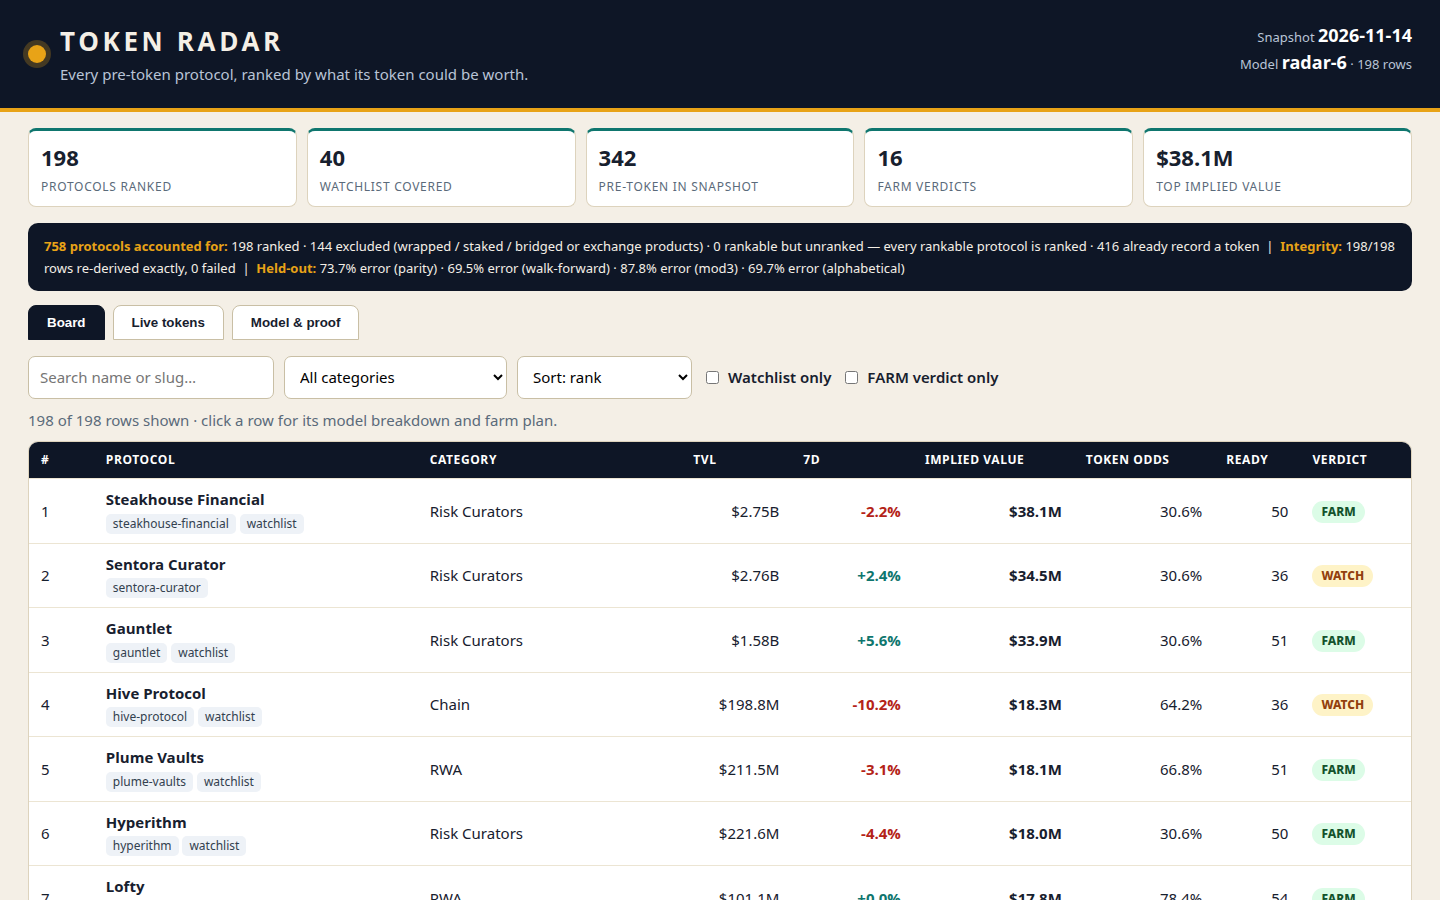 TOKEN RADAR
Every pre-token protocol, ranked by what its token could be worth.
Snapshot 2026-11-14
Model radar-6 · 198 rows
198
PROTOCOLS RANKED
40
WATCHLIST COVERED
342
PRE-TOKEN IN SNAPSHOT
16
FARM VERDICTS
$38.1M
TOP IMPLIED VALUE
758 protocols accounted for: 198 ranked · 144 excluded (wrapped / staked / bridged or exchange products) · 0 rankable but unranked — every rankable protocol is ranked · 416 already record a token | Integrity: 198/198
rows re-derived exactly, 0 failed | Held-out: 73.7% error (parity) · 69.5% error (walk-forward) · 87.8% error (mod3) · 69.7% error (alphabetical)
Board Live tokens Model & proof
Search name or slug... All categories Sort: rank Watchlist only FARM verdict only
198 of 198 rows shown · click a row for its model breakdown and farm plan.
# PROTOCOL CATEGORY TVL 7D IMPLIED VALUE TOKEN ODDS READY VERDICT
1 Steakhouse Financial Risk Curators $2.75B -2.2% $38.1M 30.6% 50 FARM
steakhouse-financial watchlist
2 Sentora Curator Risk Curators $2.76B +2.4% $34.5M 30.6% 36 WATCH
sentora-curator
3 Gauntlet Risk Curators $1.58B +5.6% $33.9M 30.6% 51 FARM
gauntlet watchlist
4 Hive Protocol Chain $198.8M -10.2% $18.3M 64.2% 36 WATCH
hive-protocol watchlist
5 Plume Vaults RWA $211.5M -3.1% $18.1M 66.8% 51 FARM
plume-vaults watchlist
6 Hyperithm Risk Curators $221.6M -4.4% $18.0M 30.6% 50 FARM
hyperithm watchlist
7 Lofty RWA $101.1M +0.0% $17.8M 78.4% 54 FARM